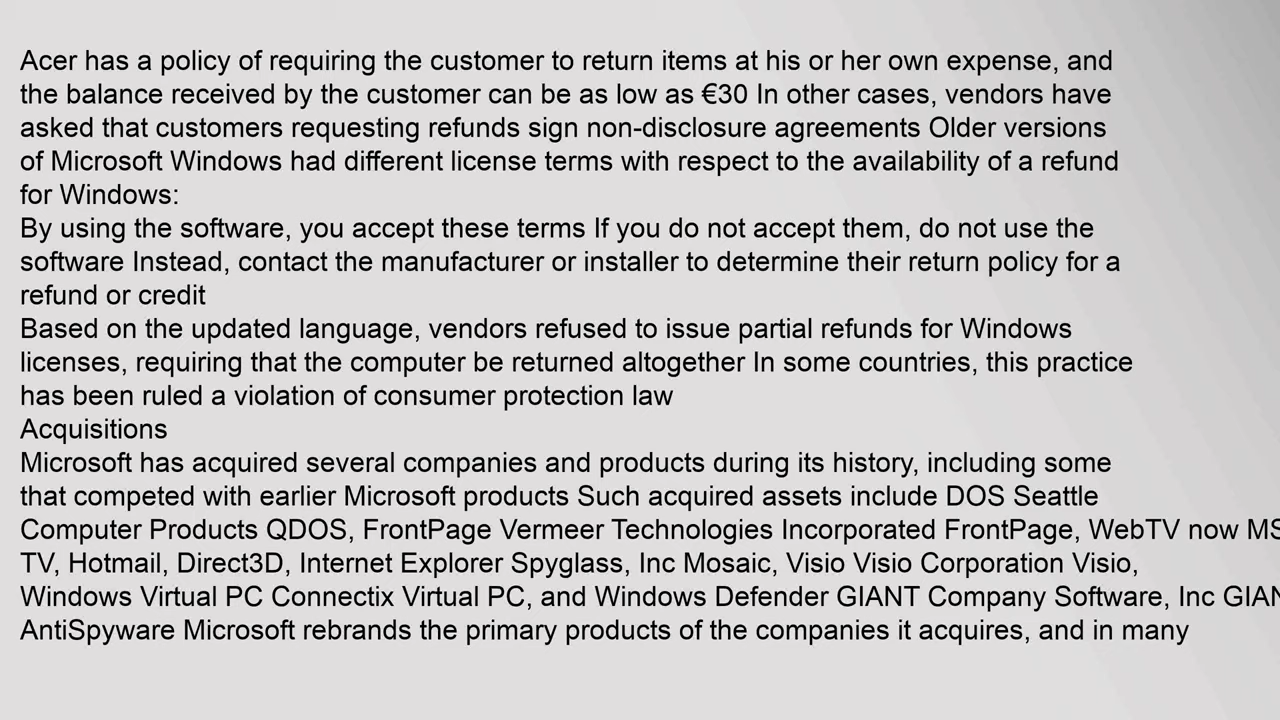 Acer has a policy of requiring the customer to return items at his or her own expense, and
the balance received by the customer can be as low as €30 In other cases, vendors have
asked that customers requesting refunds sign non-disclosure agreements Older versions
of Microsoft Windows had different license terms with respect to the availability of a refund
for Windows:
By using the software, you accept these terms If you do not accept them, do not use the
software Instead, contact the manufacturer or installer to determine their return policy for a
refund or credit
Based on the updated language, vendors refused to issue partial refunds for Windows
licenses, requiring that the computer be returned altogether In some countries, this practice
has been ruled a violation of consumer protection law
Acquisitions
Microsoft has acquired several companies and products during its history, including some
that competed with earlier Microsoft products Such acquired assets include DOS Seattle
Computer Products QDOS, FrontPage Vermeer Technologies Incorporated FrontPage, WebTV now
TV, Hotmail, Direct3D, Internet Explorer Spyglass, Inc Mosaic, Visio Visio Corporation Visio,
Windows Virtual PC Connectix Virtual PC, and Windows Defender GIANT Company Software, Inc
AntiSpyware Microsoft rebrands the primary products of the companies it acquires, and in many